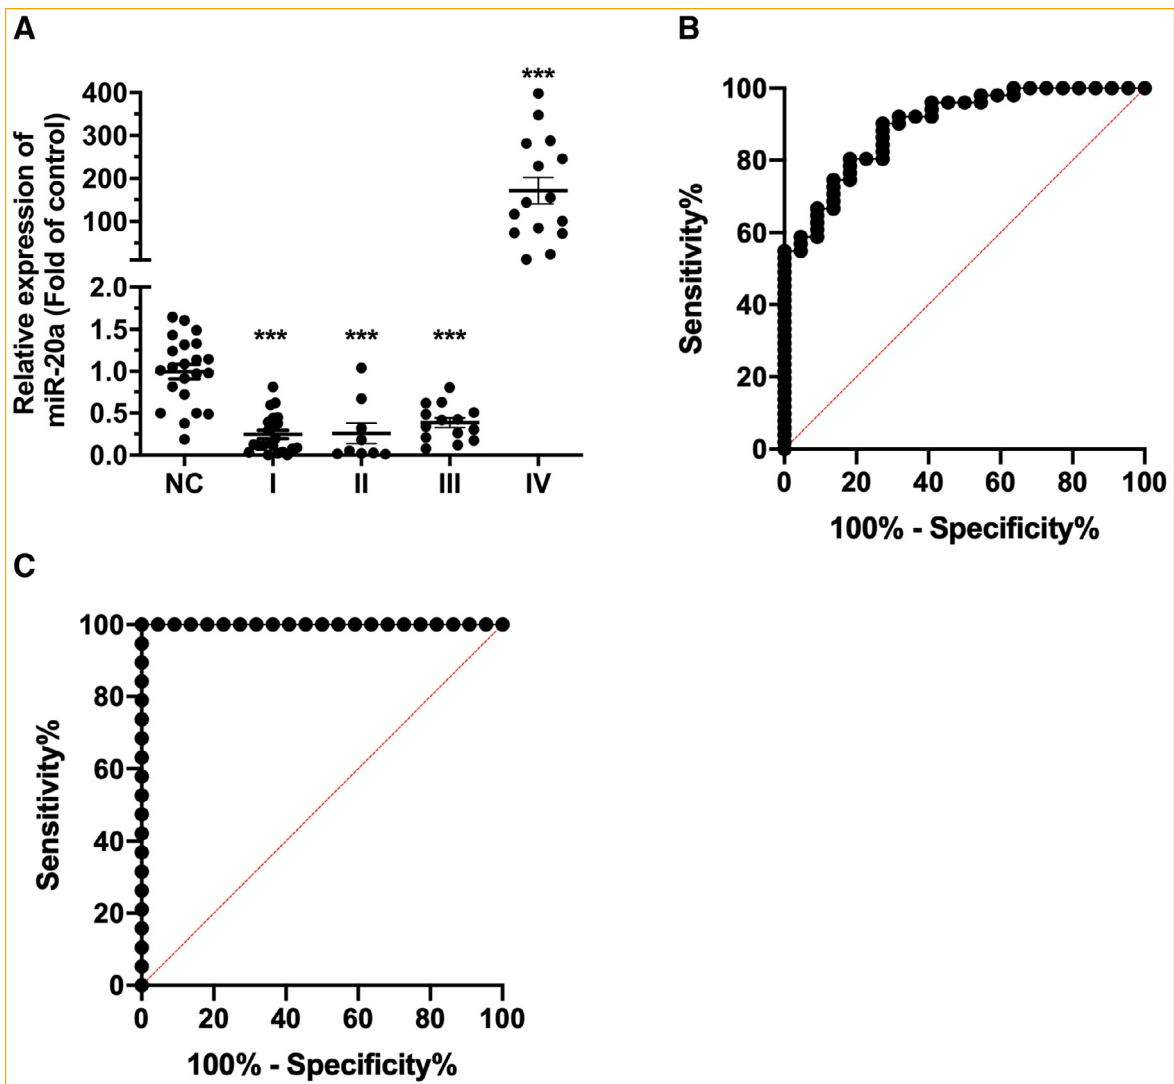 A
Relative expression of
miR-20a (Fold of control)
400
300
200
100
2.0
1.5
1.0
0.5
0.0
***
***
***
***
NC I II III IV
B
Sensitivity%
100
80
60
40
20
0
0 20 40 60 80 100
100% - Specificity%
C
Sensitivity%
100
80
60
40
20
0
0 20 40 60 80 100
100% - Specificity%